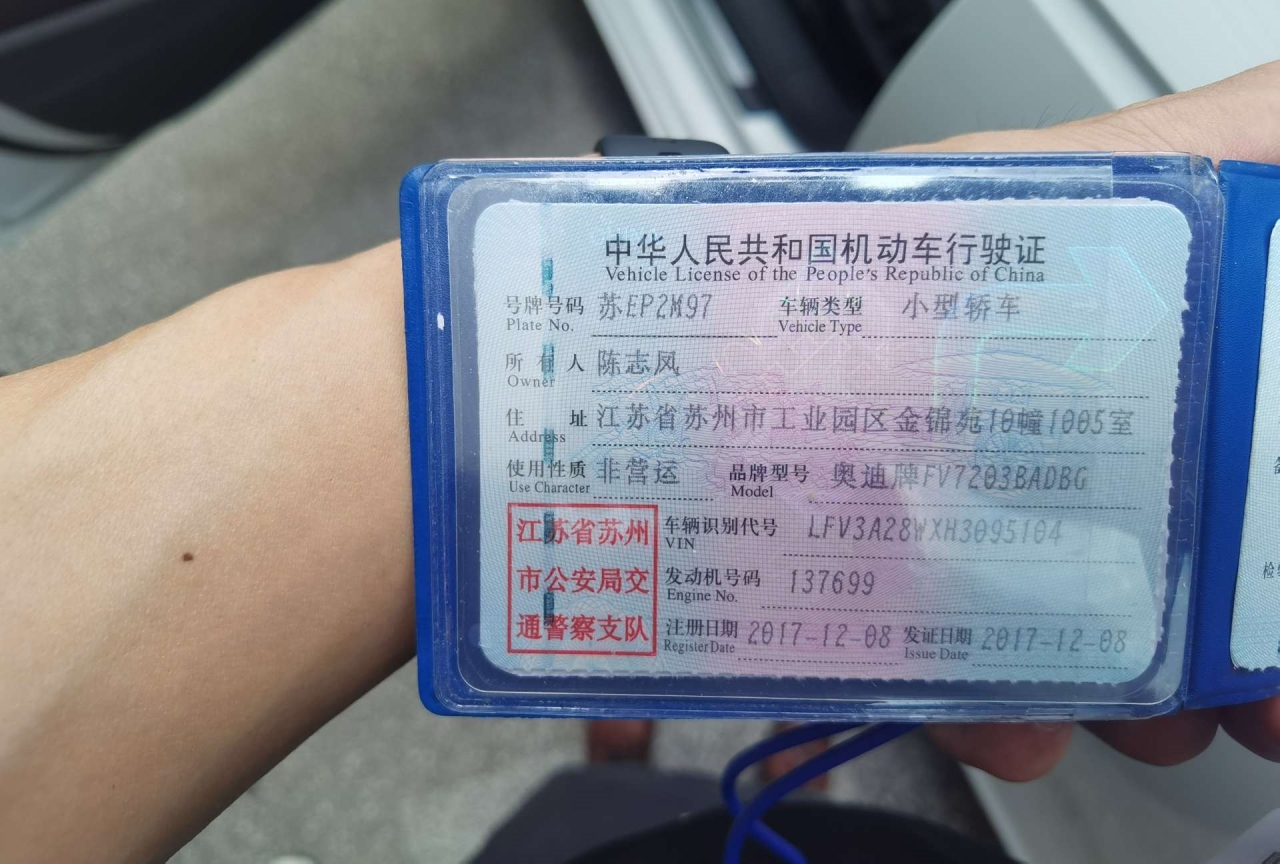 中华人民共和国机动车行驶证
Vehicle License of the People's Republic of China
号牌号码 苏EP2M97 车辆类型 小型轿车
Plate No. Vehicle Type
所有人 陈志凤
Owner
住址 江苏省苏州市工业园区金锦苑10幢1005室
Address
使用性质 非营运 品牌型号 奥迪牌FV7203BADBG
Use Character Model
江苏省苏州
市公安局交
通警察支队
车辆识别代号 LFV3A28WXH3095104
VIN
发动机号码 137699
Engine No.
注册日期 2017-12-08 发证日期 2017-12-08
Register Date Issue Date